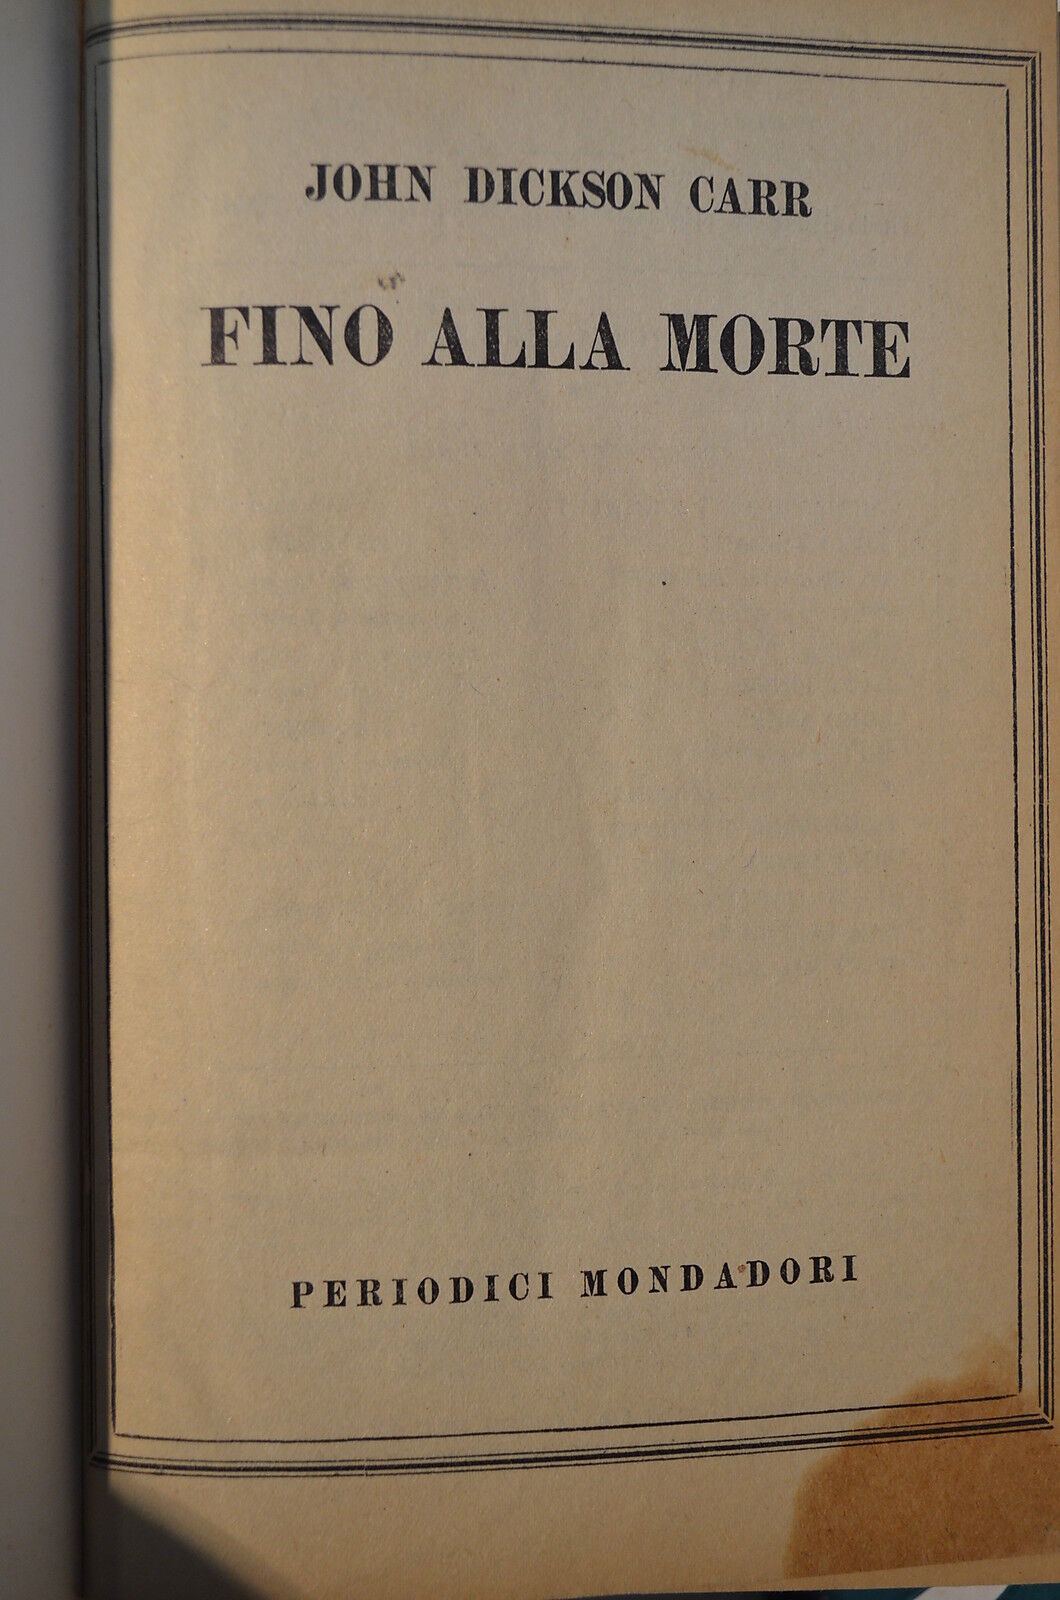 JOHN DICKSON CARR
FINO ALLA MORTE
PERIODICI MONDADORI